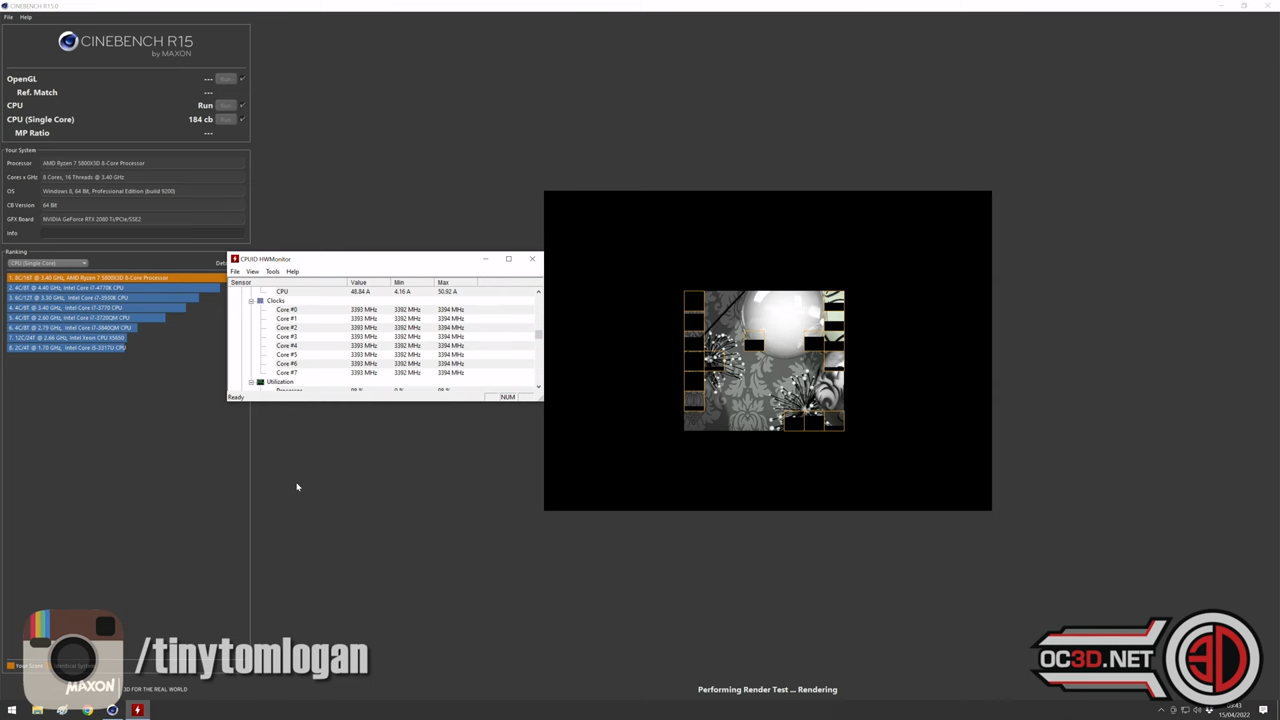 CINEBENCH R15.0
File Help
CINEBENCH R15
by MAXON
OpenGL --- Run
Ref. Match ---
CPU Run Run
CPU (Single Core) 184 cb Run
MP Ratio ---
Your System
Processor AMD Ryzen 7 5800X3D 8-Core Processor
Cores x GHz 8 Cores, 16 Threads @ 3.40 GHz
OS Windows 8, 64 Bit, Professional Edition (build 9200)
CB Version 64 Bit
GFX Board NVIDIA GeForce RTX 2080 Ti/PCIe/SSE2
Info
Ranking
CPU (Single Core) Deta
1. 8C/16T @ 3.40 GHz, AMD Ryzen 7 5800X3D 8-Core Processor
2. 4C/8T @ 4.40 GHz, Intel Core i7-4770K CPU
3. 6C/12T @ 3.30 GHz, Intel Core i7-3930K CPU
4. 4C/8T @ 3.40 GHz, Intel Core i7-3770 CPU
5. 4C/8T @ 2.60 GHz, Intel Core i7-3720QM CPU
6. 4C/8T @ 2.79 GHz, Intel Core i7-3840QM CPU
7. 12C/24T @ 2.66 GHz, Intel Xeon CPU X5650
8. 2C/4T @ 1.70 GHz, Intel Core i5-3317U CPU
CPUID HWMonitor
File View Tools Help
Sensor Value Min Max
CPU 48.84 A 4.16 A 50.92 A
Clocks
Core #0 3393 MHz 3392 MHz 3394 MHz
Core #1 3393 MHz 3392 MHz 3394 MHz
Core #2 3393 MHz 3392 MHz 3394 MHz
Core #3 3393 MHz 3392 MHz 3394 MHz
Core #4 3393 MHz 3392 MHz 3394 MHz
Core #5 3393 MHz 3392 MHz 3394 MHz
Core #6 3393 MHz 3392 MHz 3394 MHz
Core #7 3393 MHz 3392 MHz 3394 MHz
Utilization
Ready NUM
/tinytomlogan
Your Score Identical System
MAXON 3D FOR THE REAL WORLD
Performing Render Test ... Rendering
OC3D.NET
3D
15/04/2022